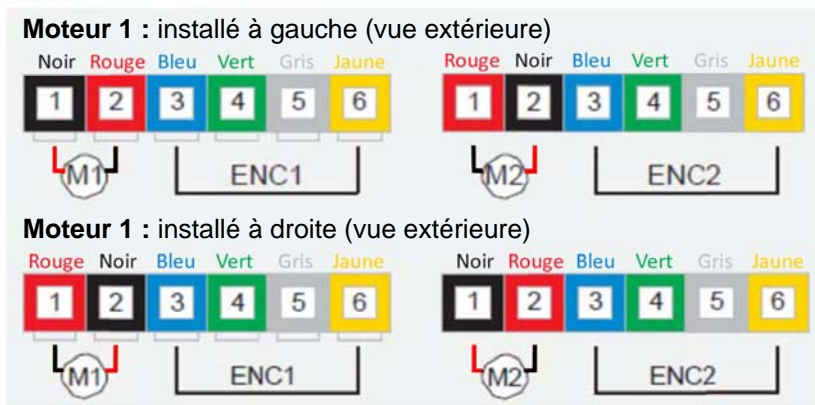 Moteur 1 : installé à gauche (vue extérieure)
Noir Rouge Bleu Vert Gris Jaune Rouge Noir Bleu Vert Gris Jaune
1 2 3 4 5 6 1 2 3 4 5 6
M1 ENC1 M2 ENC2
Moteur 1 : installé à droite (vue extérieure)
Rouge Noir Bleu Vert Gris Jaune Noir Rouge Bleu Vert Gris Jaune
1 2 3 4 5 6 1 2 3 4 5 6
M1 ENC1 M2 ENC2